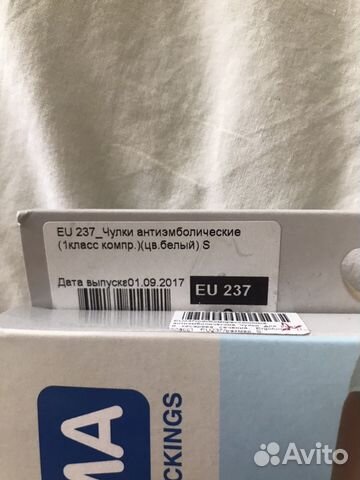 EU 237_Чулки антиэмболические
(1класс компр.)(цв.белый) S
Дата выпуска01.09.2017
EU 237
MA
CKINGS
Avito